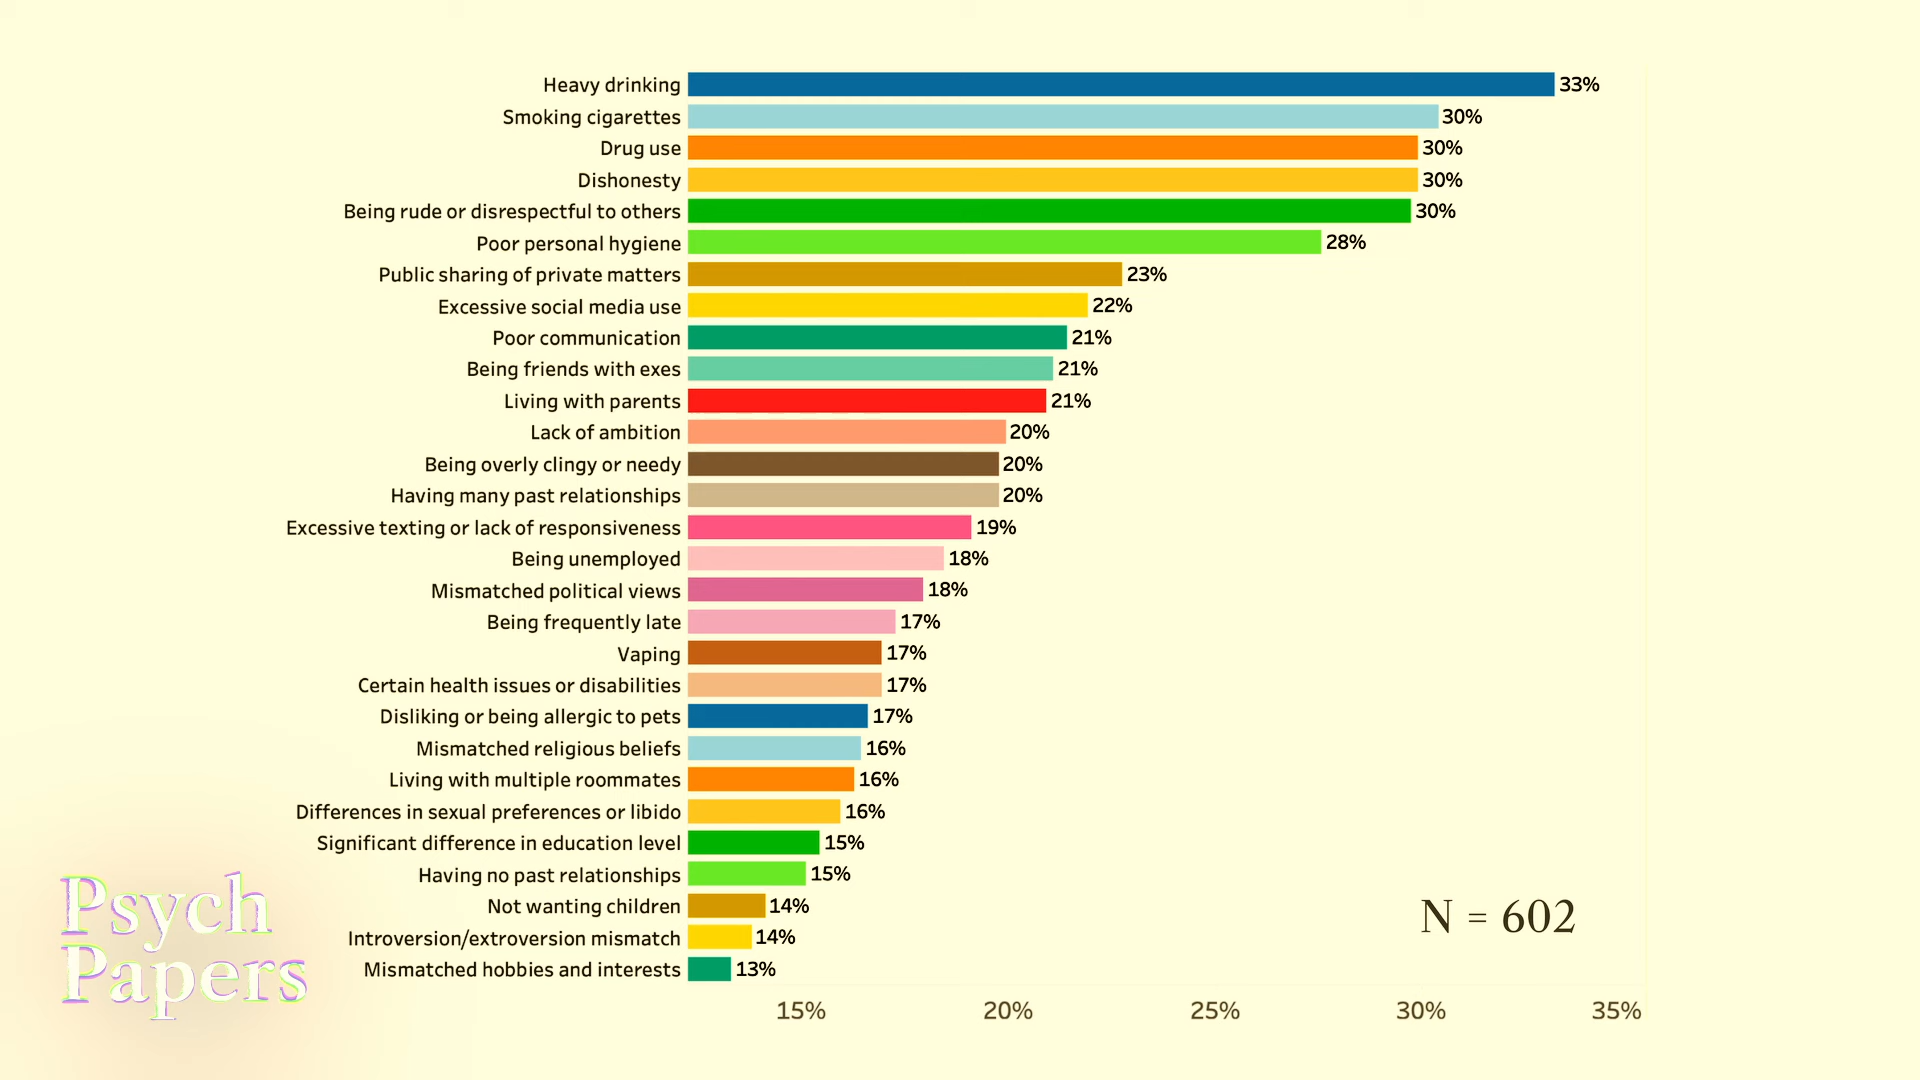 Heavy drinking 33%
Smoking cigarettes 30%
Drug use 30%
Dishonesty 30%
Being rude or disrespectful to others 30%
Poor personal hygiene 28%
Public sharing of private matters 23%
Excessive social media use 22%
Poor communication 21%
Being friends with exes 21%
Living with parents 21%
Lack of ambition 20%
Being overly clingy or needy 20%
Having many past relationships 20%
Excessive texting or lack of responsiveness 19%
Being unemployed 18%
Mismatched political views 18%
Being frequently late 17%
Vaping 17%
Certain health issues or disabilities 17%
Disliking or being allergic to pets 17%
Mismatched religious beliefs 16%
Living with multiple roommates 16%
Differences in sexual preferences or libido 16%
Significant difference in education level 15%
Having no past relationships 15%
Not wanting children 14%
Introversion/extroversion mismatch 14%
Mismatched hobbies and interests 13%
15% 20% 25% 30% 35%
N = 602
Psych
Papers